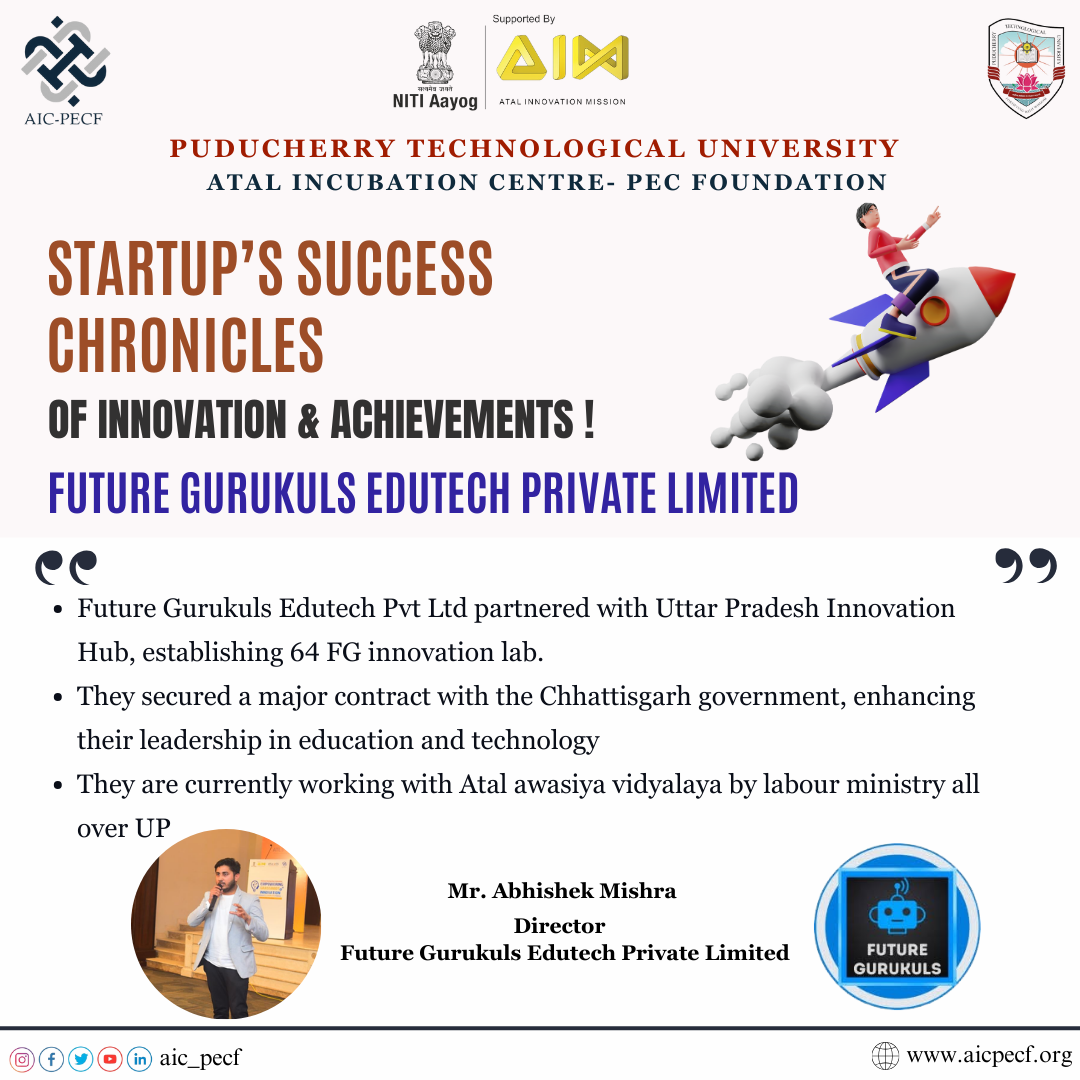 AIC-PECF
सत्यमेव जयते
NITI Aayog
Supported By
AIM
ATAL INNOVATION MISSION
PUDUCHERRY TECHNOLOGICAL UNIVERSITY
PUDUCHERRY TECHNOLOGICAL UNIVERSITY
ATAL INCUBATION CENTRE- PEC FOUNDATION
STARTUP’S SUCCESS
CHRONICLES
OF INNOVATION & ACHIEVEMENTS !
FUTURE GURUKULS EDUTECH PRIVATE LIMITED
• Future Gurukuls Edutech Pvt Ltd partnered with Uttar Pradesh Innovation
Hub, establishing 64 FG innovation lab.
• They secured a major contract with the Chhattisgarh government, enhancing
their leadership in education and technology
• They are currently working with Atal awasiya vidyalaya by labour ministry all
over UP
Mr. Abhishek Mishra
Director
Future Gurukuls Edutech Private Limited
FUTURE
GURUKULS
aic_pecf
www.aicpecf.org